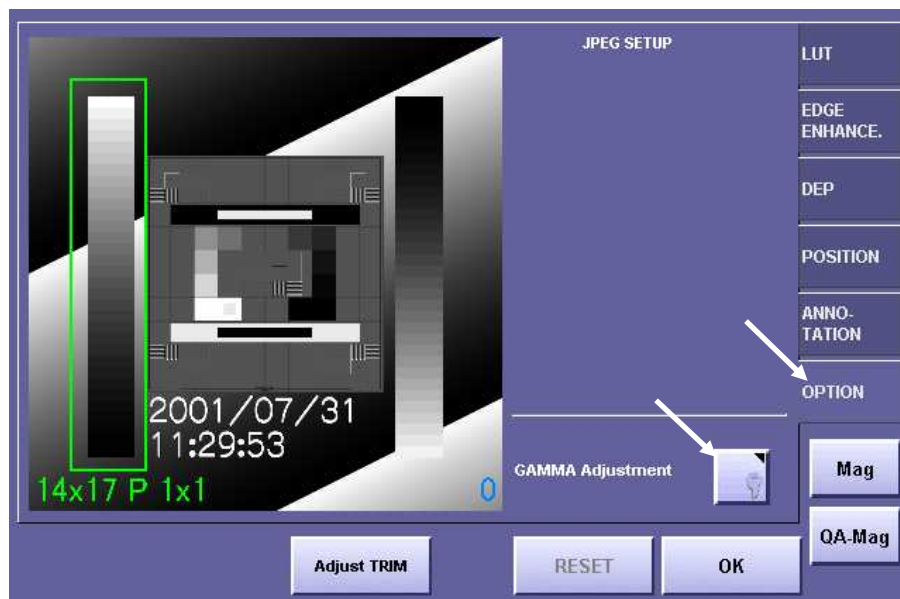 JPEG SETUP
LUT
EDGE
ENHANCE.
DEP
POSITION
ANNO-
TATION
OPTION
2001/07/31
11:29:53
14x17 P 1x1
0
GAMMA Adjustment
Mag
QA-Mag
Adjust TRIM
RESET
OK